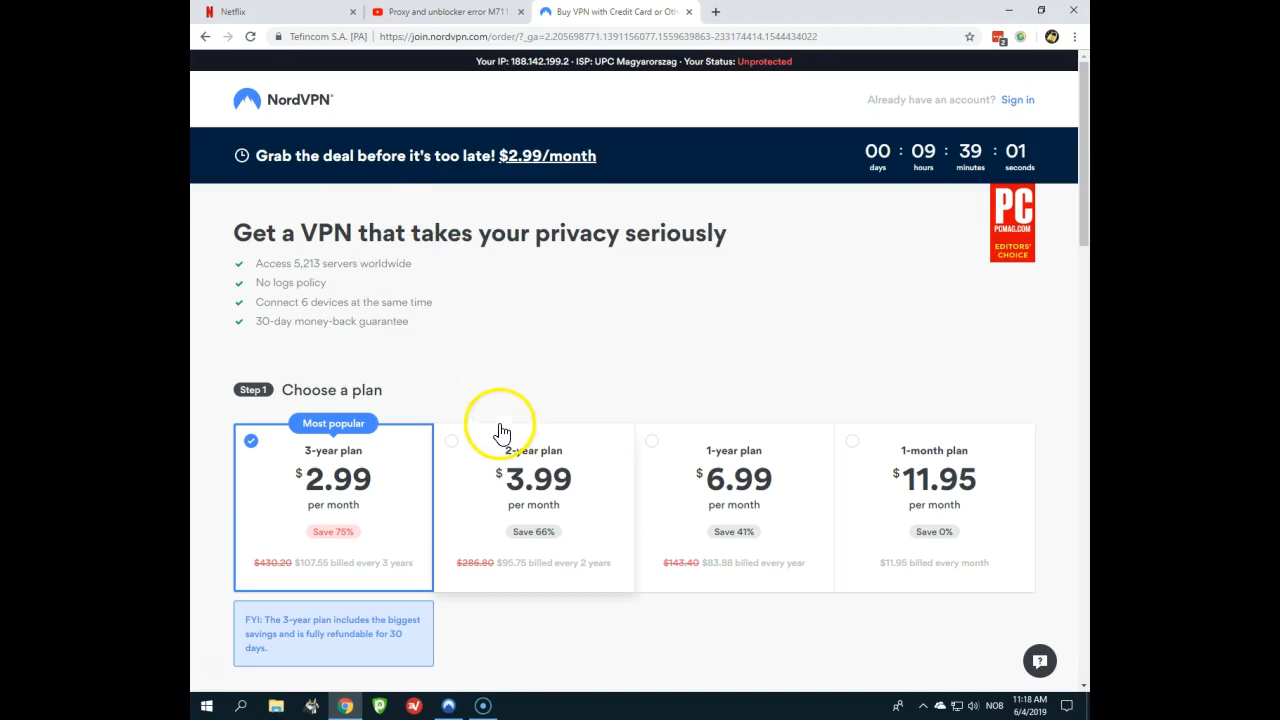 Netflix
Proxy and unblocker error M711
Buy VPN with Credit Card or Oth
Tefincom S.A. [PA]
https://join.nordvpn.com/order/?_ga=2.205698771.1391156077.1559639863-233174414.1544434022
2
Your IP: 188.142.199.2 · ISP: UPC Magyarorszag · Your Status: Unprotected
NordVPN®
Already have an account? Sign in
Grab the deal before it's too late! $2.99/month
00 : 09 : 39 : 01
days hours minutes seconds
PC
PCMAG.COM
EDITORS'
CHOICE
Get a VPN that takes your privacy seriously
Access 5,213 servers worldwide
No logs policy
Connect 6 devices at the same time
30-day money-back guarantee
Step 1 Choose a plan
Most popular
3-year plan
$2.99
per month
Save 75%
$430.20 $107.55 billed every 3 years
2-year plan
$3.99
per month
Save 66%
$286.80 $95.75 billed every 2 years
1-year plan
$6.99
per month
Save 41%
$143.40 $83.88 billed every year
1-month plan
$11.95
per month
Save 0%
$11.95 billed every month
FYI: The 3-year plan includes the biggest
savings and is fully refundable for 30
days.
NOB
11:18 AM
6/4/2019